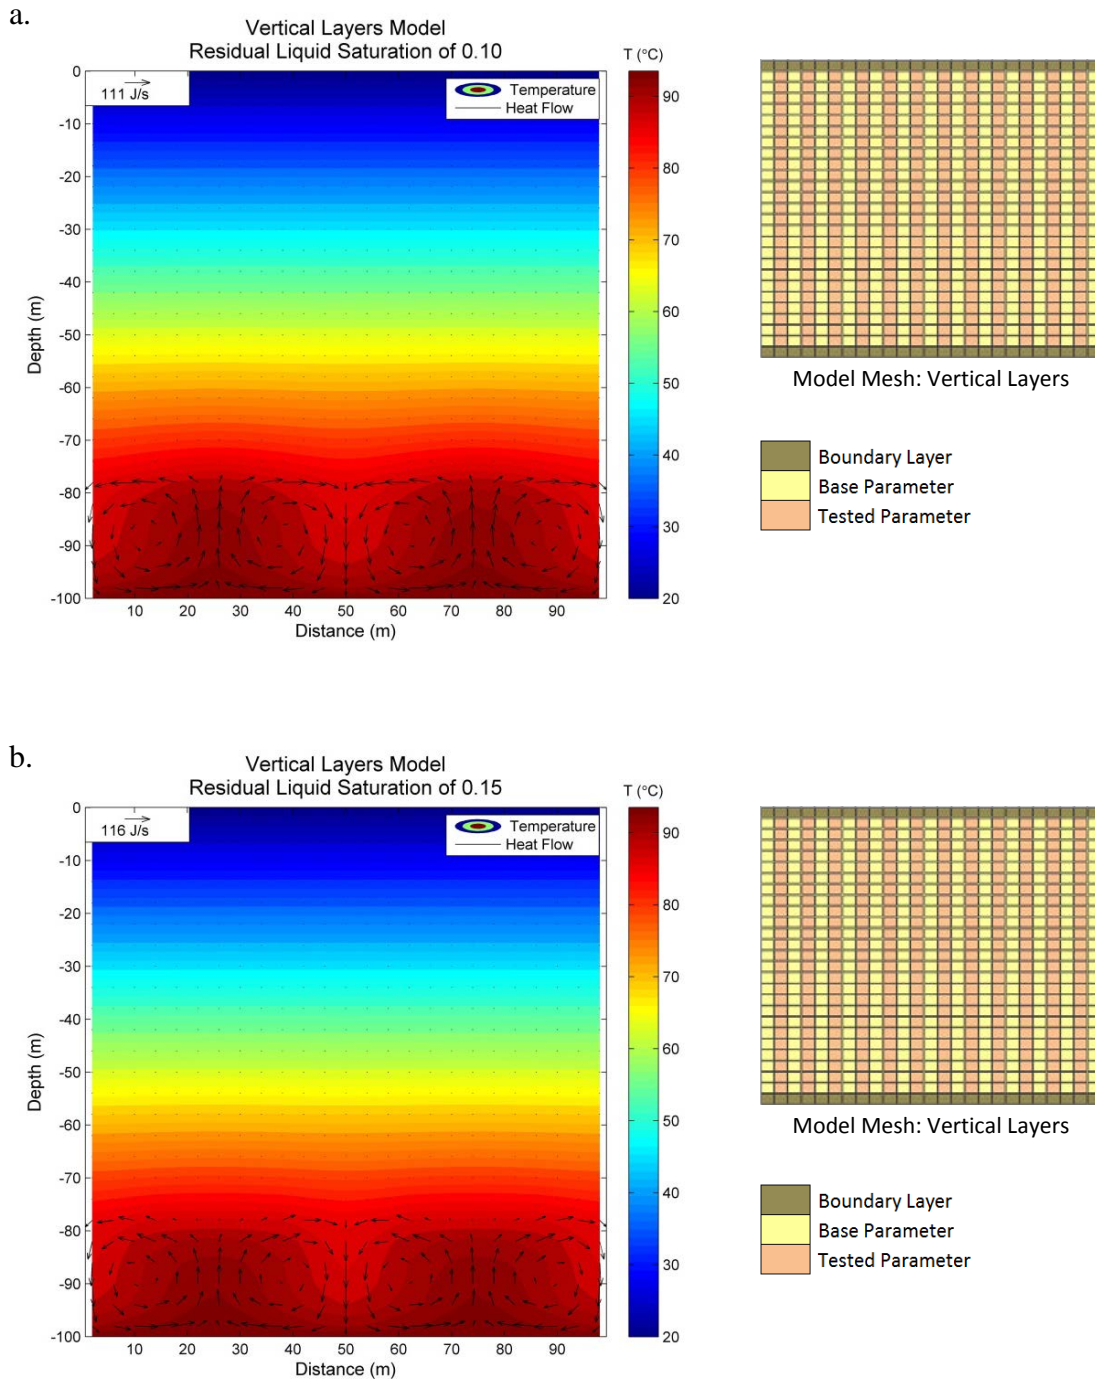 a.
Vertical Layers Model
Residual Liquid Saturation of 0.10
T (°C)
111 J/s
Temperature
Heat Flow
0
-10
-20
-30
-40
-50
-60
-70
-80
-90
-100
Depth (m)
10 20 30 40 50 60 70 80 90
Distance (m)
90
80
70
60
50
40
30
20
Model Mesh: Vertical Layers
Boundary Layer
Base Parameter
Tested Parameter
b.
Vertical Layers Model
Residual Liquid Saturation of 0.15
T (°C)
116 J/s
Temperature
Heat Flow
0
-10
-20
-30
-40
-50
-60
-70
-80
-90
-100
Depth (m)
10 20 30 40 50 60 70 80 90
Distance (m)
90
80
70
60
50
40
30
20
Model Mesh: Vertical Layers
Boundary Layer
Base Parameter
Tested Parameter